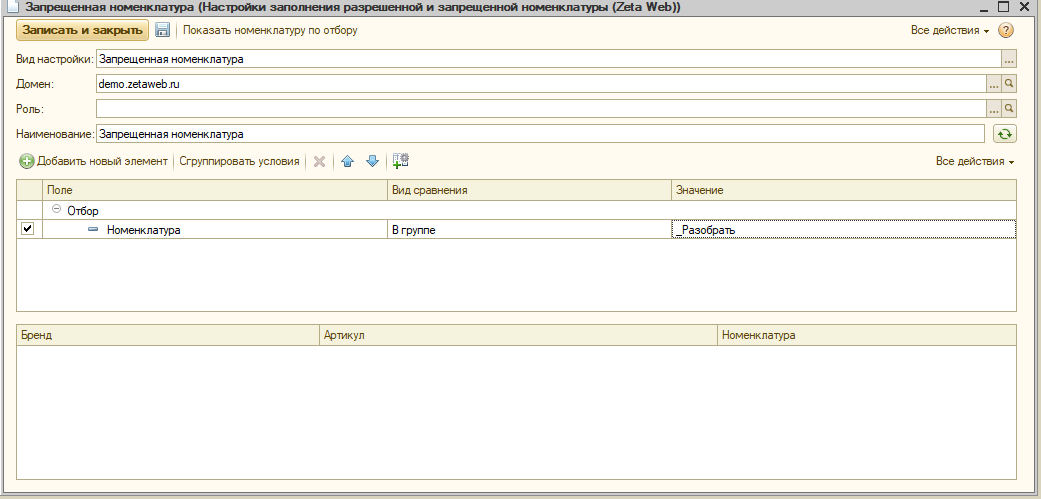 Запрещенная номенклатура (Настройки заполнения разрешенной и запрещенной номенклатуры (Zeta Web))
Записать и закрыть Показать номенклатуру по отбору Все действия ?
Вид настройки: Запрещенная номенклатура ...
Домен: demo.zetaweb.ru ...
Роль: ...
Наименование: Запрещенная номенклатура
Добавить новый элемент Сгруппировать условия Все действия
Поле Вид сравнения Значение
Отбор
Номенклатура В группе _Разобрать
Бренд Артикул Номенклатура